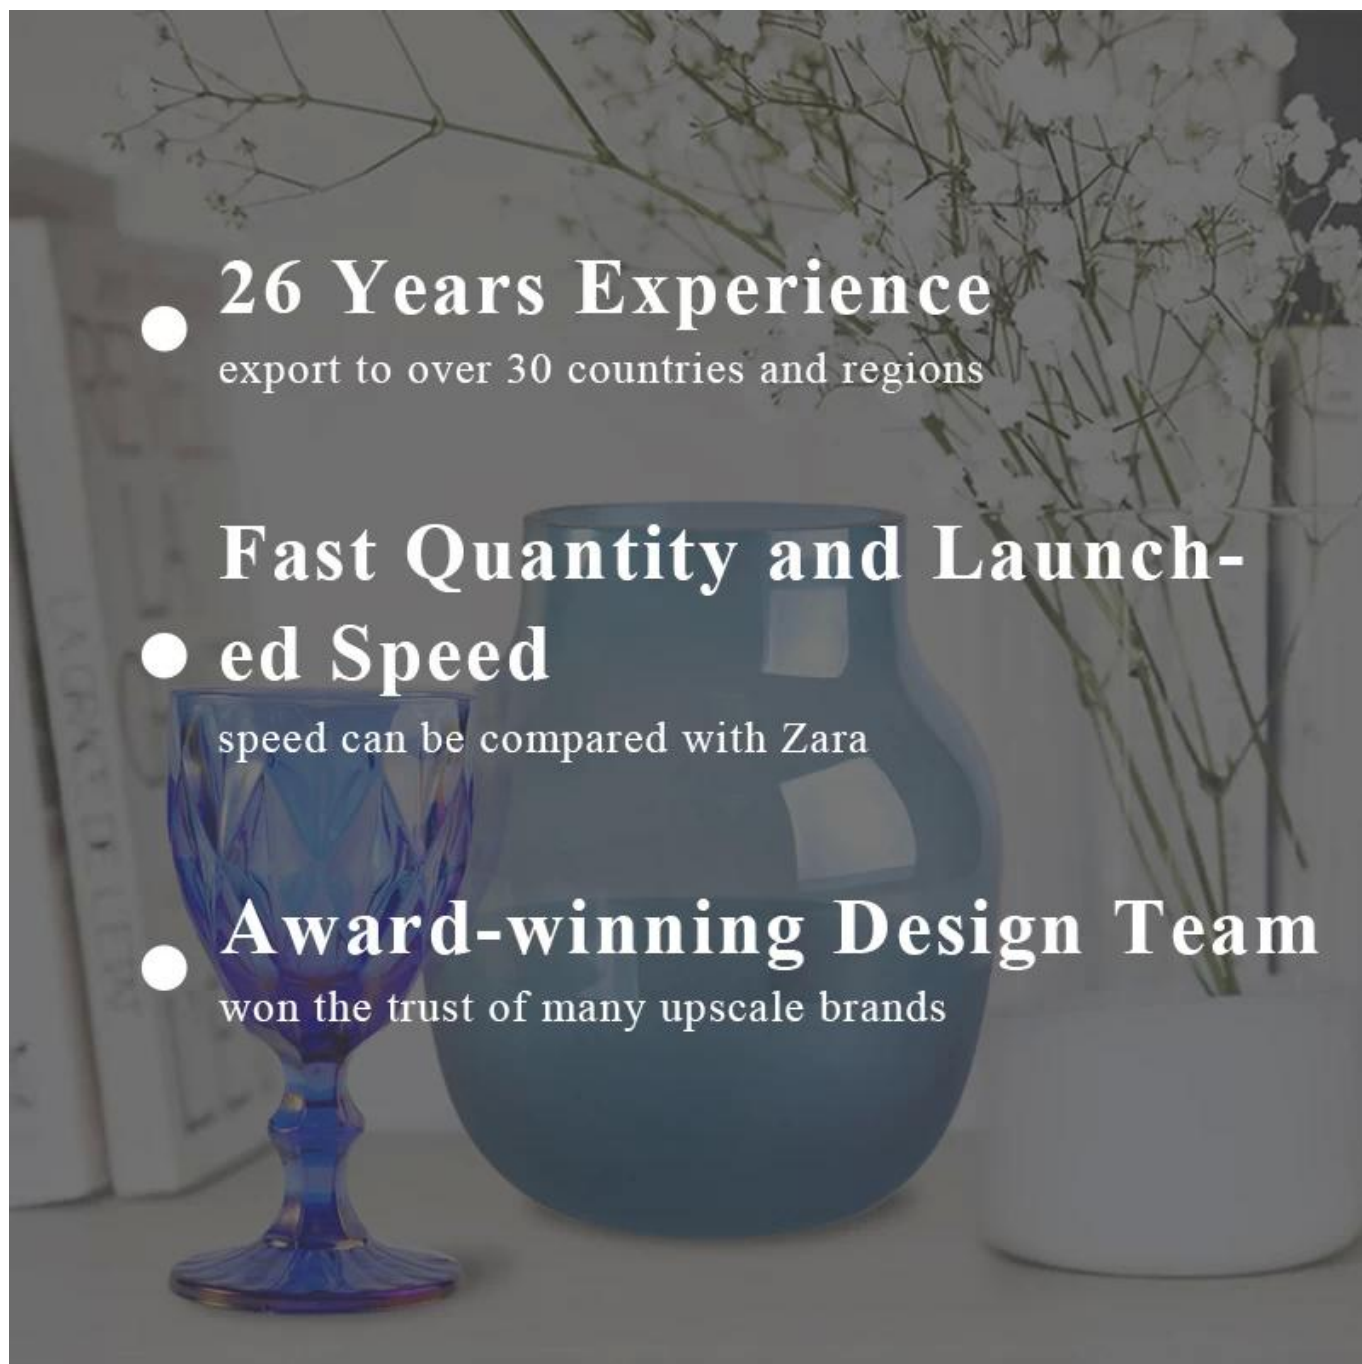 26 Years Experience
export to over 30 countries and regions
Fast Quantity and Launch-
ed Speed
speed can be compared with Zara
Award-winning Design Team
won the trust of many upscale brands